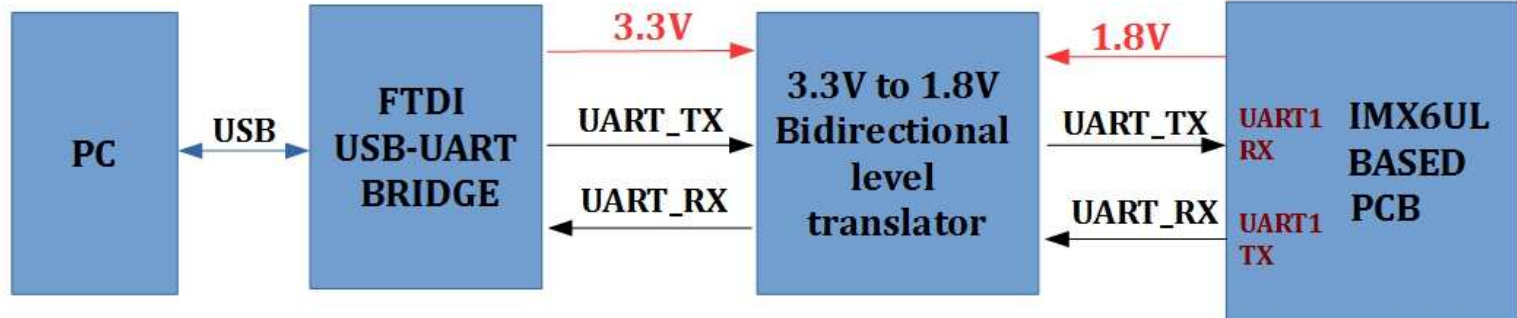 PC
USB
FTDI
USB-UART
BRIDGE
3.3V
UART_TX
UART_RX
3.3V to 1.8V
Bidirectional
level
translator
1.8V
UART_TX
UART_RX
UART1
RX
UART1
TX
IMX6UL
BASED
PCB